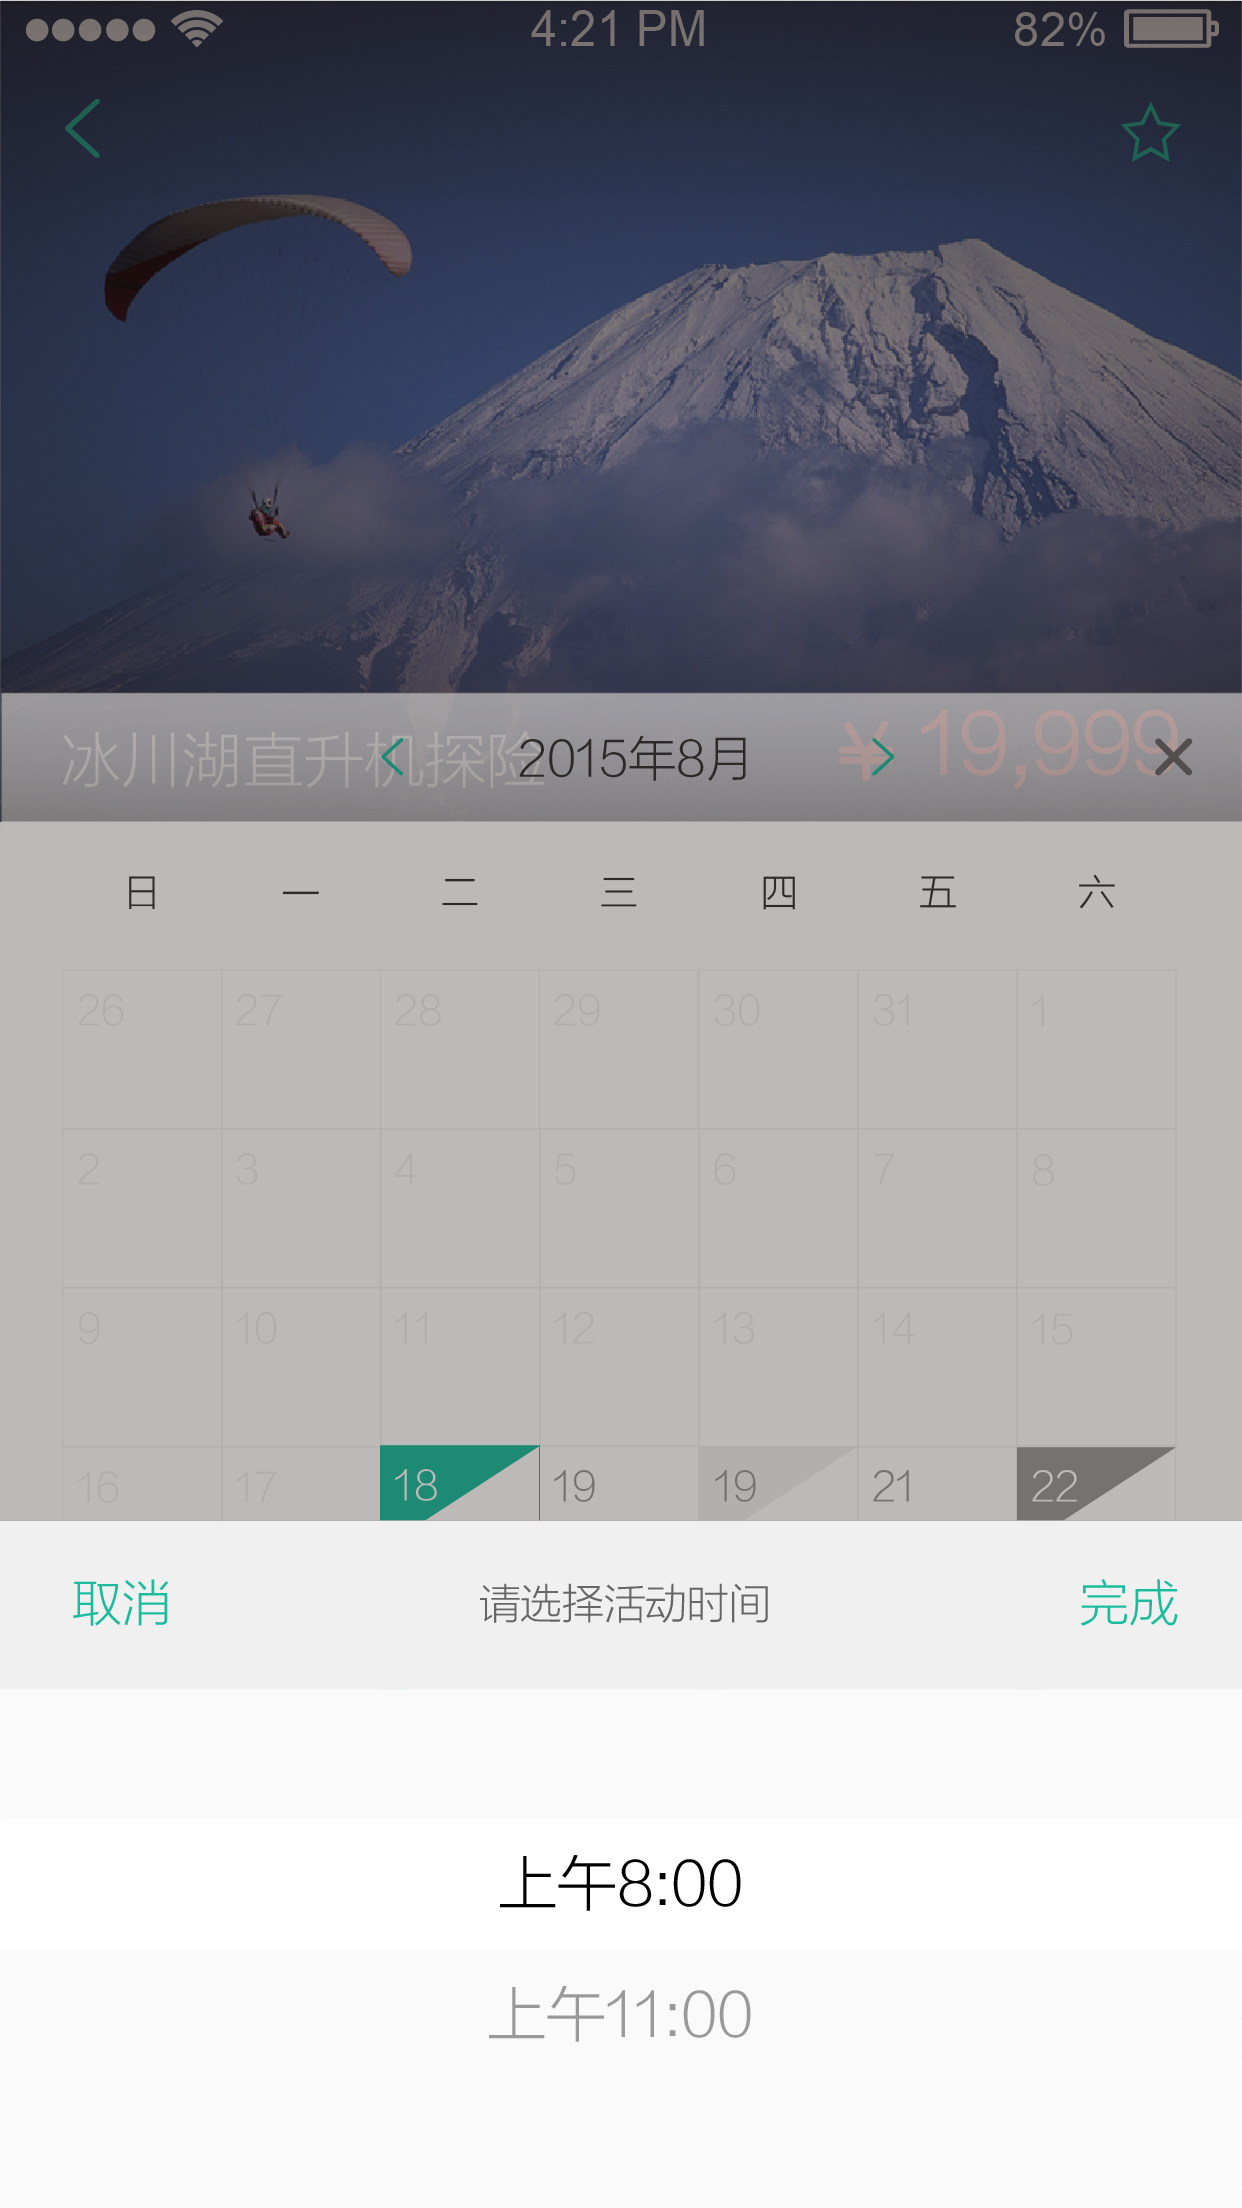 4:21 PM 82%
冰川湖直升机探险 ¥19,999
2015年8月
日 一 二 三 四 五 六
26 27 28 29 30 31 1
2 3 4 5 6 7 8
9 10 11 12 13 14 15
16 17 18 19 19 21 22
取消 请选择活动时间 完成
上午8:00
上午11:00